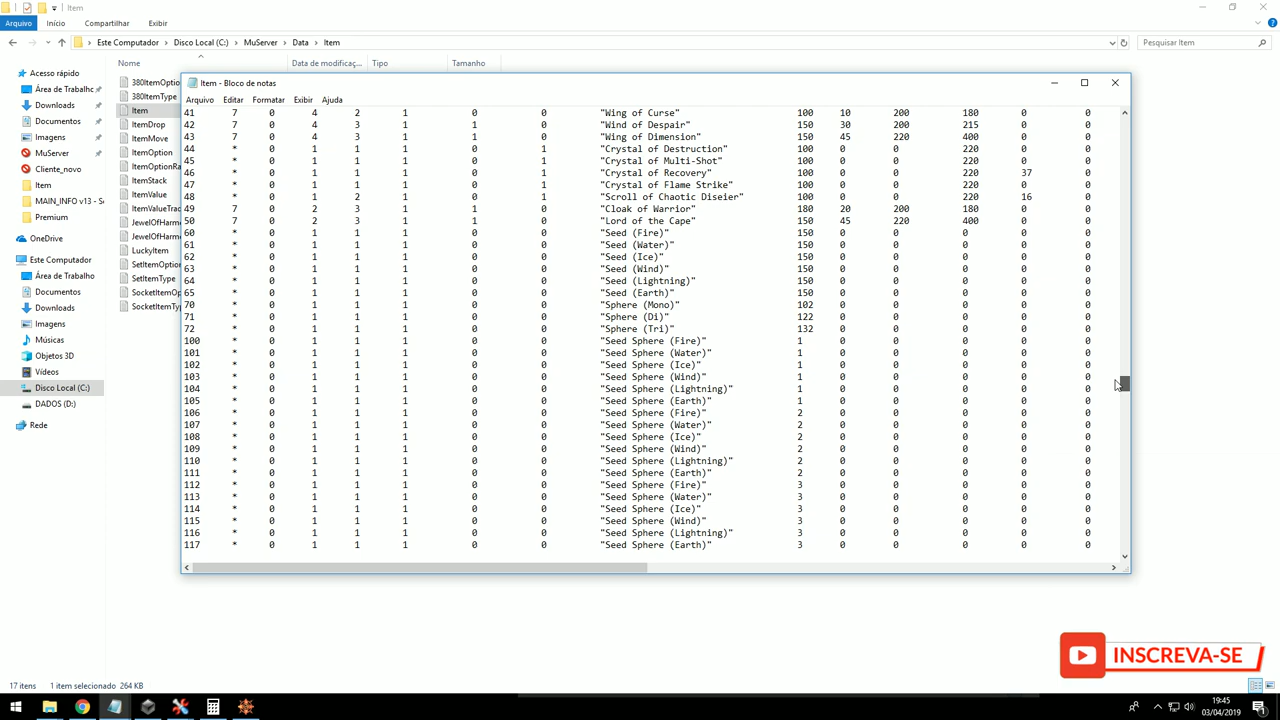 Item
Arquivo Início Compartilhar Exibir
Este Computador > Disco Local (C:) > MuServer > Data > Item
Pesquisar Item
Nome Data de modificaç... Tipo Tamanho
Acesso rápido
Área de Trabalho
Downloads
Documentos
Imagens
MuServer
Cliente_novo
Item
MAIN_INFO v13 - Se
Premium
OneDrive
Este Computador
Área de Trabalho
Documentos
Downloads
Imagens
Músicas
Objetos 3D
Vídeos
Disco Local (C:)
DADOS (D:)
Rede
380ItemOptio
380ItemType
Item
ItemDrop
ItemMove
ItemOption
ItemOptionRa
ItemStack
ItemValue
ItemValueTrad
JewelOfHarm
JewelOfHarm
LuckyItem
SetItemOption
SetItemType
SocketItemOp
SocketItemTyp
Item - Bloco de notas
Arquivo Editar Formatar Exibir Ajuda
41 7 0 4 2 1 0 0 "Wing of Curse" 100 10 200 180 0 0
42 7 0 4 3 1 1 0 "Wind of Despair" 150 30 200 215 0 0
43 7 0 4 3 1 1 0 "Wing of Dimension" 150 45 220 400 0 0
44 * 0 1 1 1 0 1 "Crystal of Destruction" 100 0 0 220 0 0
45 * 0 1 1 1 0 1 "Crystal of Multi-Shot" 100 0 0 220 0 0
46 * 0 1 1 1 0 1 "Crystal of Recovery" 100 0 0 220 37 0
47 * 0 1 1 1 0 1 "Crystal of Flame Strike" 100 0 0 220 0 0
48 * 0 1 2 1 0 1 "Scroll of Chaotic Diseier" 100 0 0 220 16 0
49 7 0 2 3 1 1 0 "Cloak of Warrior" 180 20 200 180 0 0
50 7 0 2 3 1 1 0 "Lord of the Cape" 150 45 220 400 0 0
60 * 0 1 1 1 0 0 "Seed (Fire)" 150 0 0 0 0 0
61 * 0 1 1 1 0 0 "Seed (Water)" 150 0 0 0 0 0
62 * 0 1 1 1 0 0 "Seed (Ice)" 150 0 0 0 0 0
63 * 0 1 1 1 0 0 "Seed (Wind)" 150 0 0 0 0 0
64 * 0 1 1 1 0 0 "Seed (Lightning)" 150 0 0 0 0 0
65 * 0 1 1 1 0 0 "Seed (Earth)" 150 0 0 0 0 0
70 * 0 1 1 1 0 0 "Sphere (Mono)" 102 0 0 0 0 0
71 * 0 1 1 1 0 0 "Sphere (Di)" 122 0 0 0 0 0
72 * 0 1 1 1 0 0 "Sphere (Tri)" 132 0 0 0 0 0
100 * 0 1 1 1 0 0 "Seed Sphere (Fire)" 1 0 0 0 0 0
101 * 0 1 1 1 0 0 "Seed Sphere (Water)" 1 0 0 0 0 0
102 * 0 1 1 1 0 0 "Seed Sphere (Ice)" 1 0 0 0 0 0
103 * 0 1 1 1 0 0 "Seed Sphere (Wind)" 1 0 0 0 0 0
104 * 0 1 1 1 0 0 "Seed Sphere (Lightning)" 1 0 0 0 0 0
105 * 0 1 1 1 0 0 "Seed Sphere (Earth)" 1 0 0 0 0 0
106 * 0 1 1 1 0 0 "Seed Sphere (Fire)" 2 0 0 0 0 0
107 * 0 1 1 1 0 0 "Seed Sphere (Water)" 2 0 0 0 0 0
108 * 0 1 1 1 0 0 "Seed Sphere (Ice)" 2 0 0 0 0 0
109 * 0 1 1 1 0 0 "Seed Sphere (Wind)" 2 0 0 0 0 0
110 * 0 1 1 1 0 0 "Seed Sphere (Lightning)" 2 0 0 0 0 0
111 * 0 1 1 1 0 0 "Seed Sphere (Earth)" 2 0 0 0 0 0
112 * 0 1 1 1 0 0 "Seed Sphere (Fire)" 3 0 0 0 0 0
113 * 0 1 1 1 0 0 "Seed Sphere (Water)" 3 0 0 0 0 0
114 * 0 1 1 1 0 0 "Seed Sphere (Ice)" 3 0 0 0 0 0
115 * 0 1 1 1 0 0 "Seed Sphere (Wind)" 3 0 0 0 0 0
116 * 0 1 1 1 0 0 "Seed Sphere (Lightning)" 3 0 0 0 0 0
117 * 0 1 1 1 0 0 "Seed Sphere (Earth)" 3 0 0 0 0 0
INSCREVA-SE
17 itens 1 item selecionado 264 KB
19:45
03/04/2019